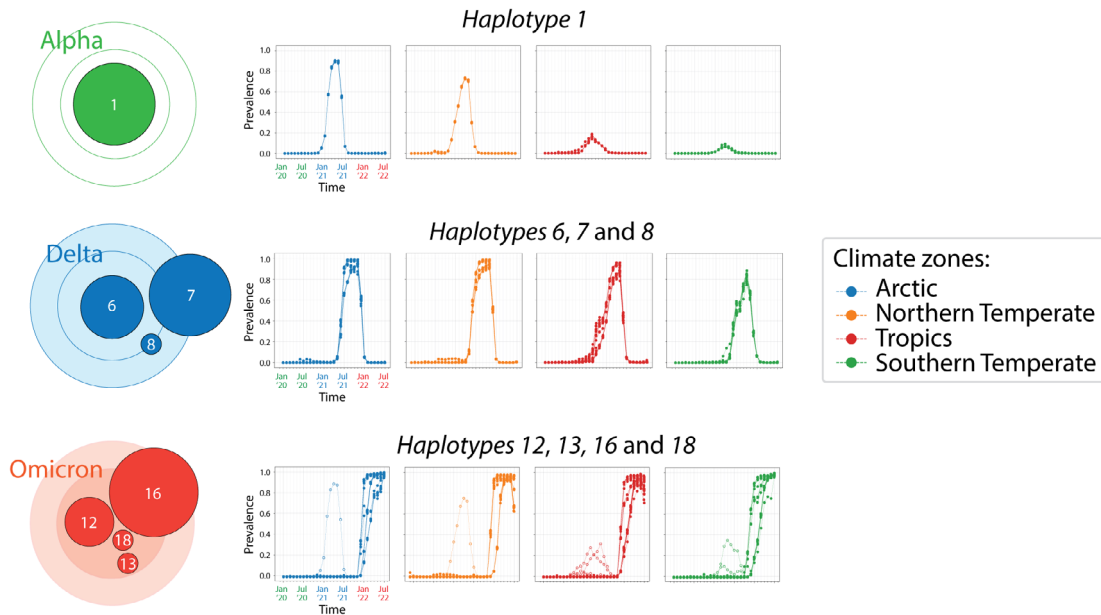 Haplotype 1
Alpha
1
Prevalence
1.0
0.8
0.6
0.4
0.2
0.0
Jan '20
Jul '20
Jan '21
Jul '21
Jan '22
Jul '22
Time
Haplotypes 6, 7 and 8
Delta
6
7
8
Prevalence
1.0
0.8
0.6
0.4
0.2
0.0
Jan '20
Jul '20
Jan '21
Jul '21
Jan '22
Jul '22
Time
Climate zones:
Arctic
Northern Temperate
Tropics
Southern Temperate
Haplotypes 12, 13, 16 and 18
Omicron
16
12
18
13
Prevalence
1.0
0.8
0.6
0.4
0.2
0.0
Jan '20
Jul '20
Jan '21
Jul '21
Jan '22
Jul '22
Time